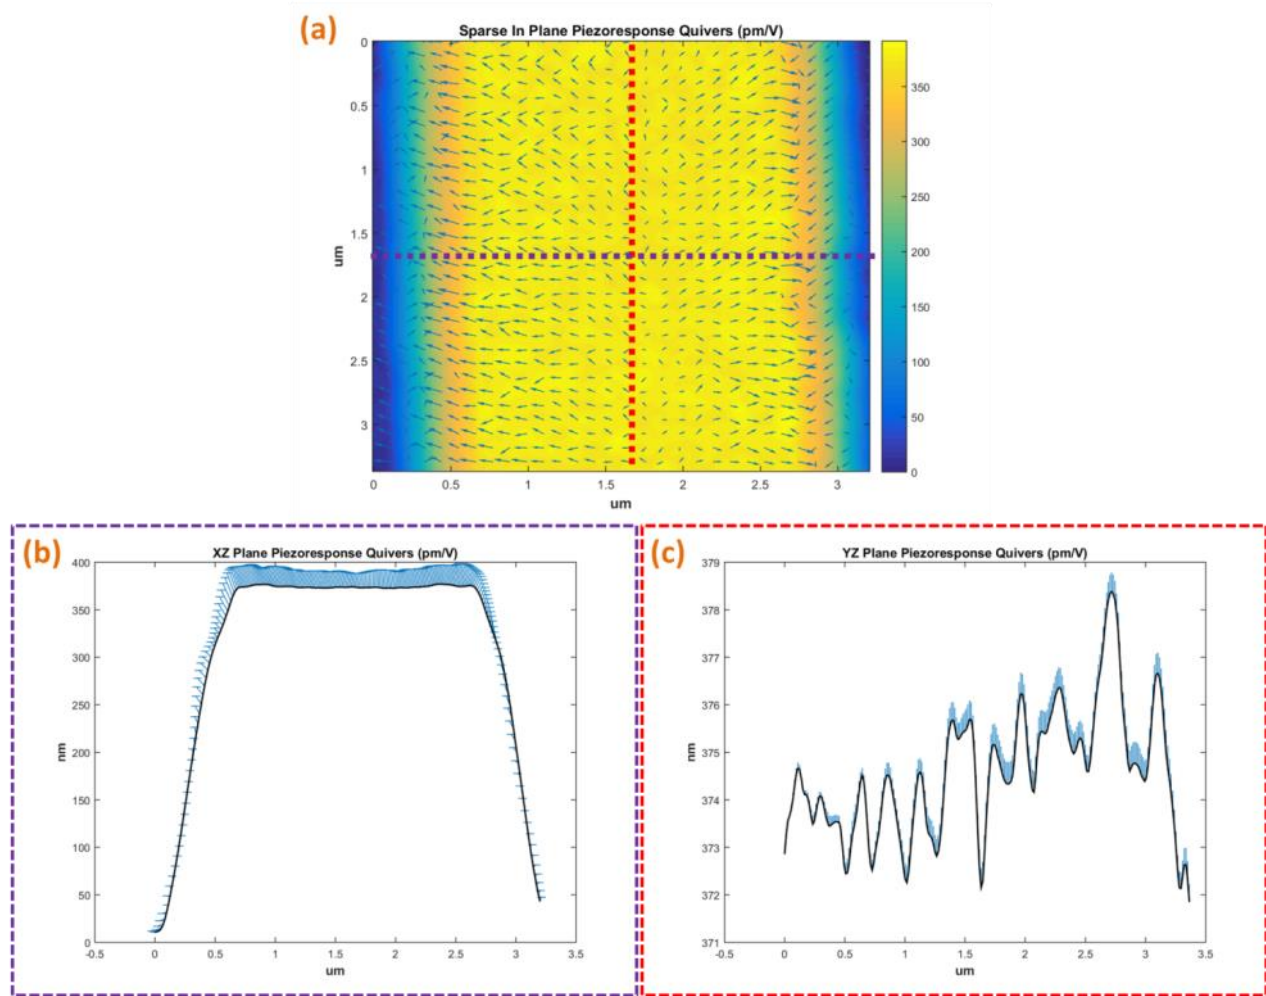 (a)
Sparse In Plane Piezoresponse Quivers (pm/V)
0
0.5
1
1.5
2
2.5
3
um
0 0.5 1 1.5 2 2.5 3
um
350
300
250
200
150
100
50
0
(b)
XZ Plane Piezoresponse Quivers (pm/V)
400
350
300
250
200
150
100
50
0
nm
-0.5 0 0.5 1 1.5 2 2.5 3 3.5
um
(c)
YZ Plane Piezoresponse Quivers (pm/V)
379
378
377
376
375
374
373
372
371
nm
-0.5 0 0.5 1 1.5 2 2.5 3 3.5
um